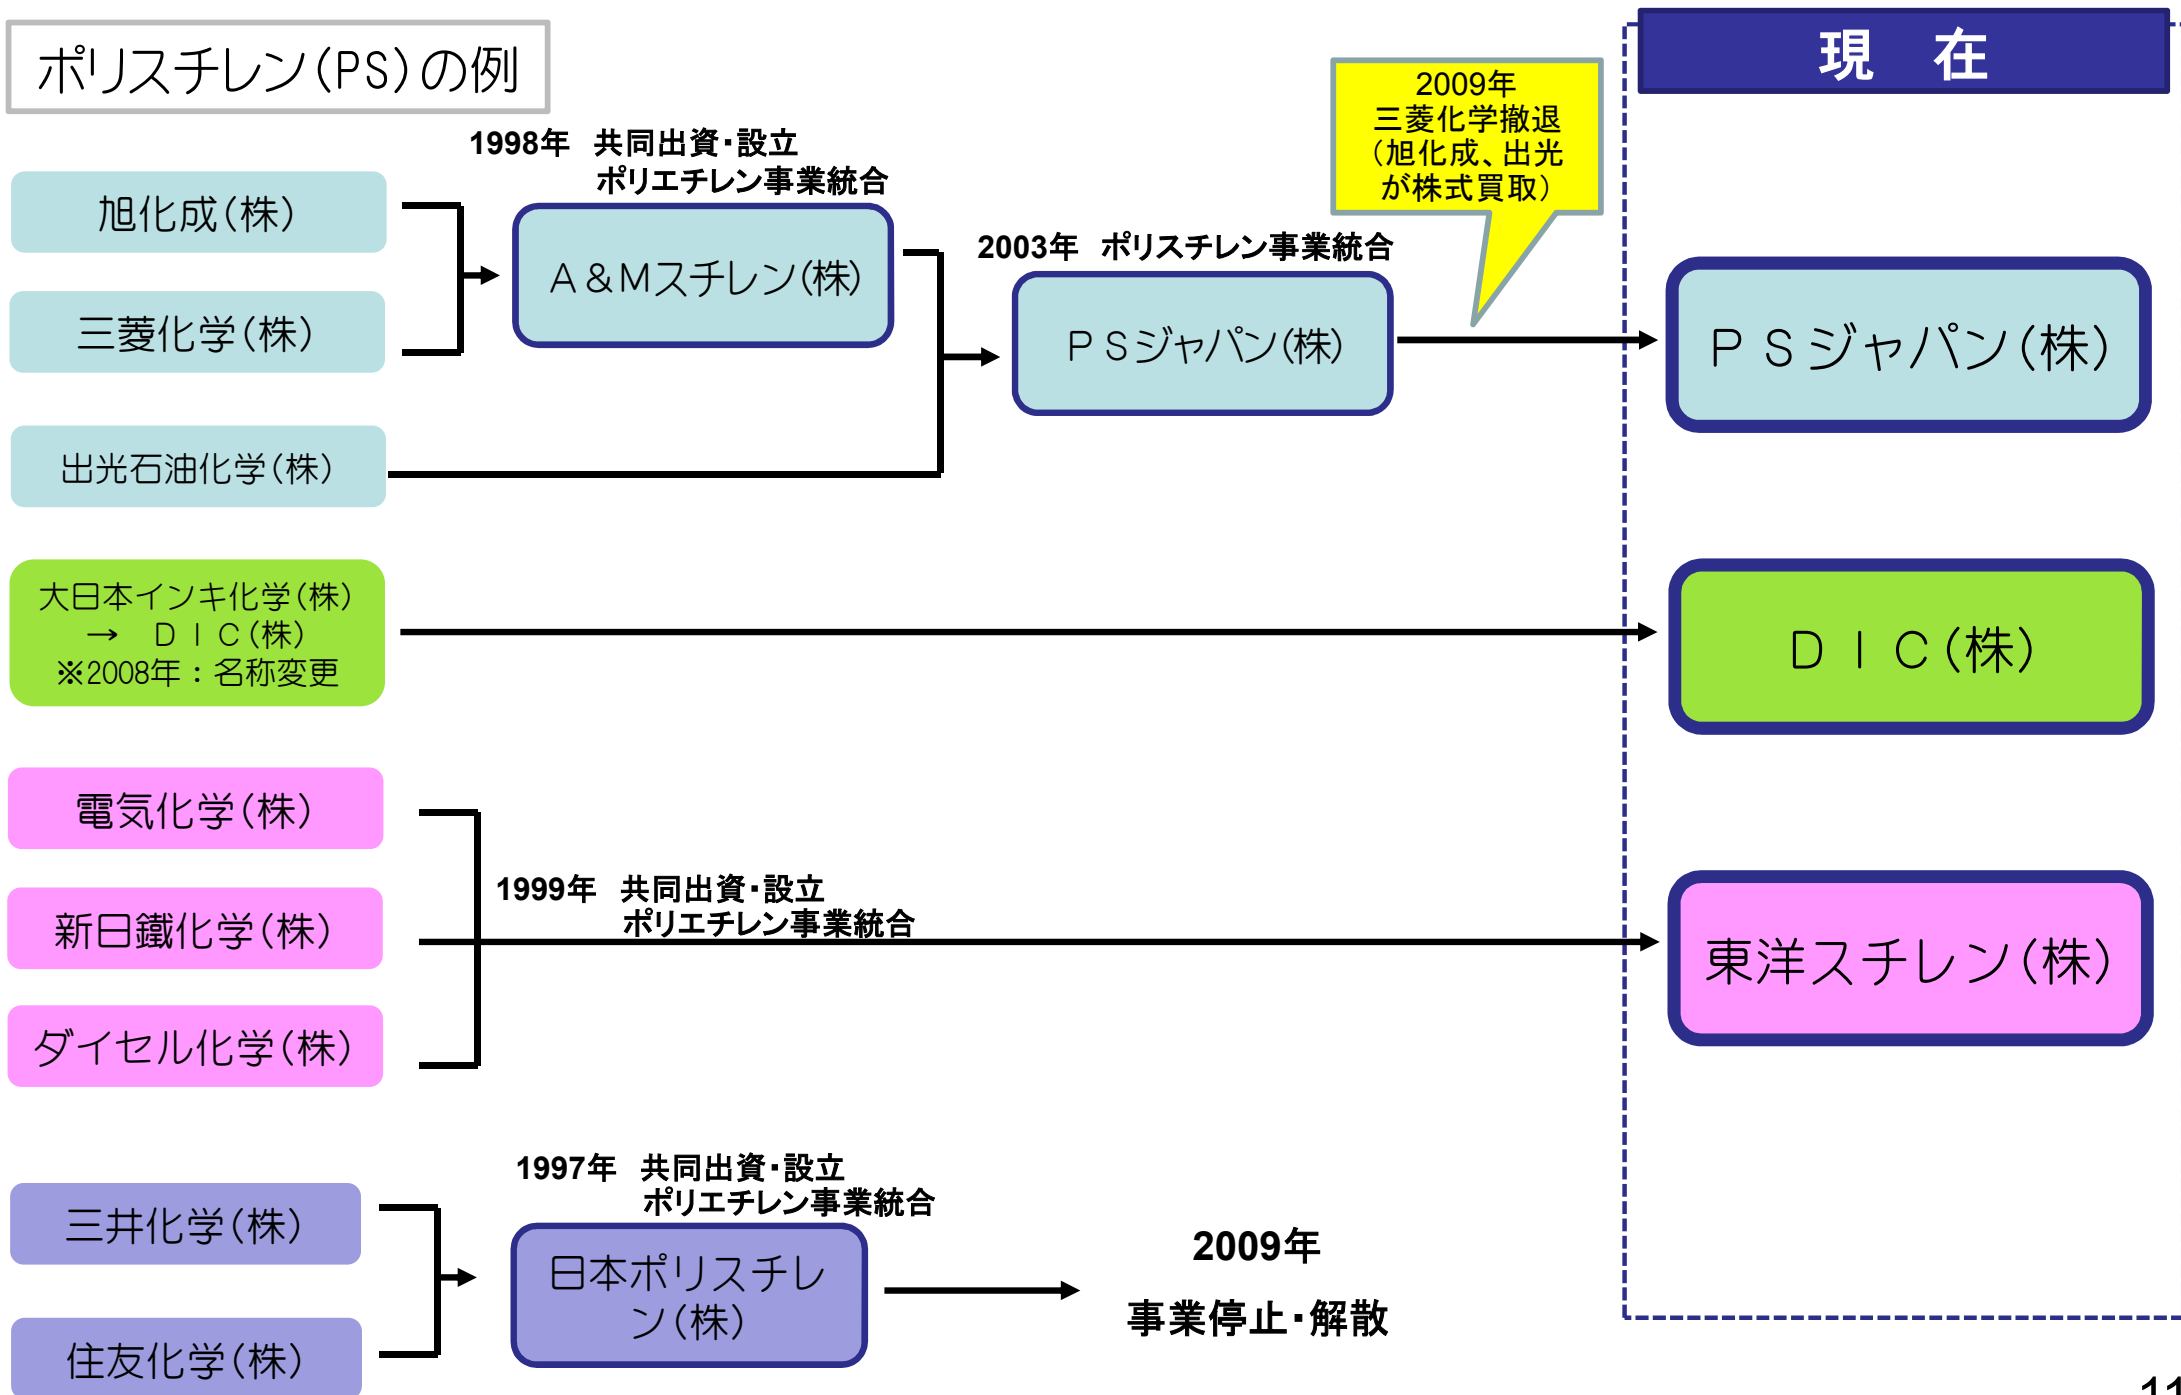 ポリスチレン(PS)の例
現　在
2009年
三菱化学撤退
(旭化成、出光
が株式買取)
1998年　共同出資・設立
ポリエチレン事業統合
旭化成(株)
三菱化学(株)
A＆Mスチレン(株)
2003年　ポリスチレン事業統合
ＰＳジャパン(株)
ＰＳジャパン(株)
出光石油化学(株)
大日本インキ化学(株)
→　ＤＩＣ(株)
※2008年：名称変更
ＤＩＣ(株)
電気化学(株)
新日鐵化学(株)
ダイセル化学(株)
1999年　共同出資・設立
ポリエチレン事業統合
東洋スチレン(株)
1997年　共同出資・設立
ポリエチレン事業統合
三井化学(株)
住友化学(株)
日本ポリスチレ
ン(株)
2009年
事業停止・解散
11